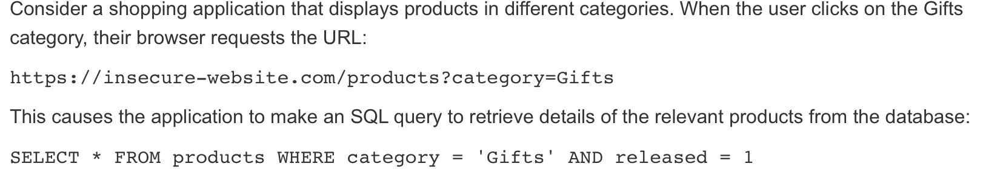 Consider a shopping application that displays products in different categories. When the user clicks on the Gifts
category, their browser requests the URL:
https://insecure-website.com/products?category=Gifts
This causes the application to make an SQL query to retrieve details of the relevant products from the database:
SELECT * FROM products WHERE category = 'Gifts' AND released = 1